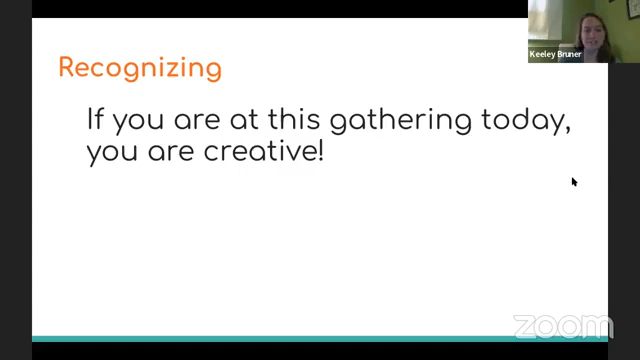 Recognizing
Keeley Bruner
If you are at this gathering today,
you are creative!
zoom